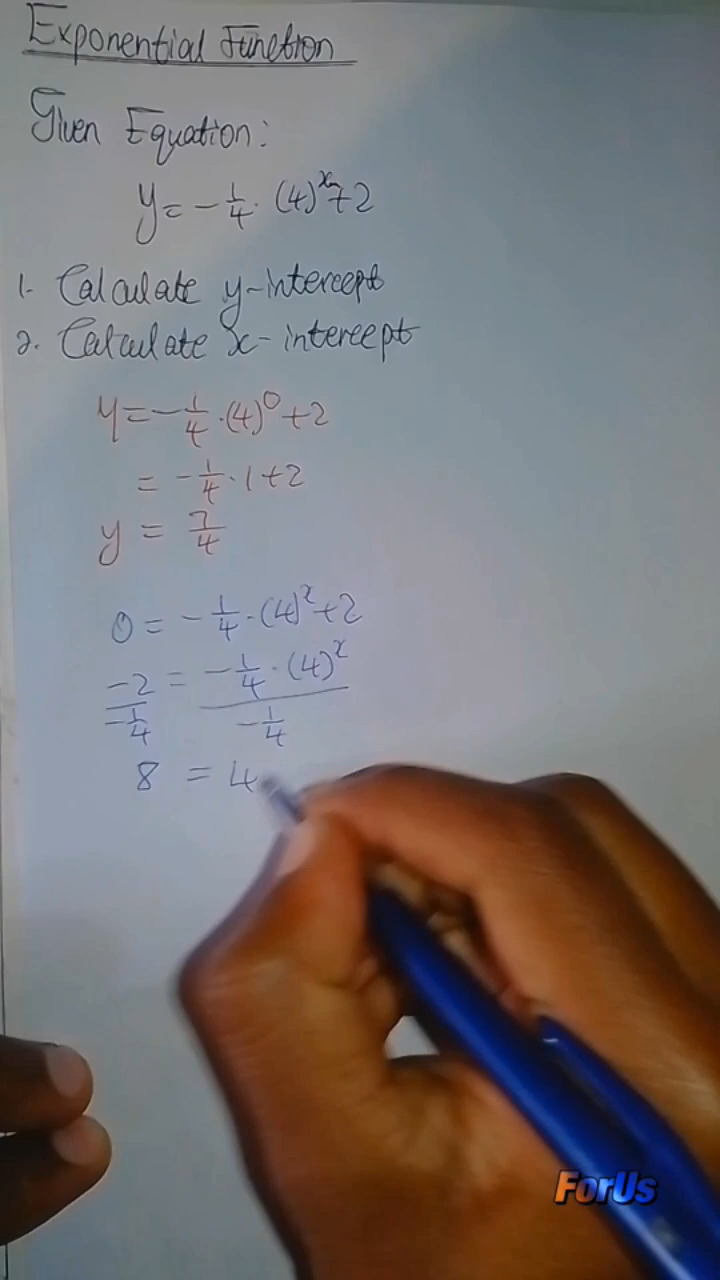 Exponential Function
Given Equation:
y = -1/4 · (4)^x + 2
1. Calculate y-intercept
2. Calculate x-intercept
y = -1/4 · (4)^0 + 2
= -1/4 · 1 + 2
y = 7/4
0 = -1/4 · (4)^x + 2
-2/(-1/4) = (-1/4 · (4)^x)/(-1/4)
8 = 4
ForUs